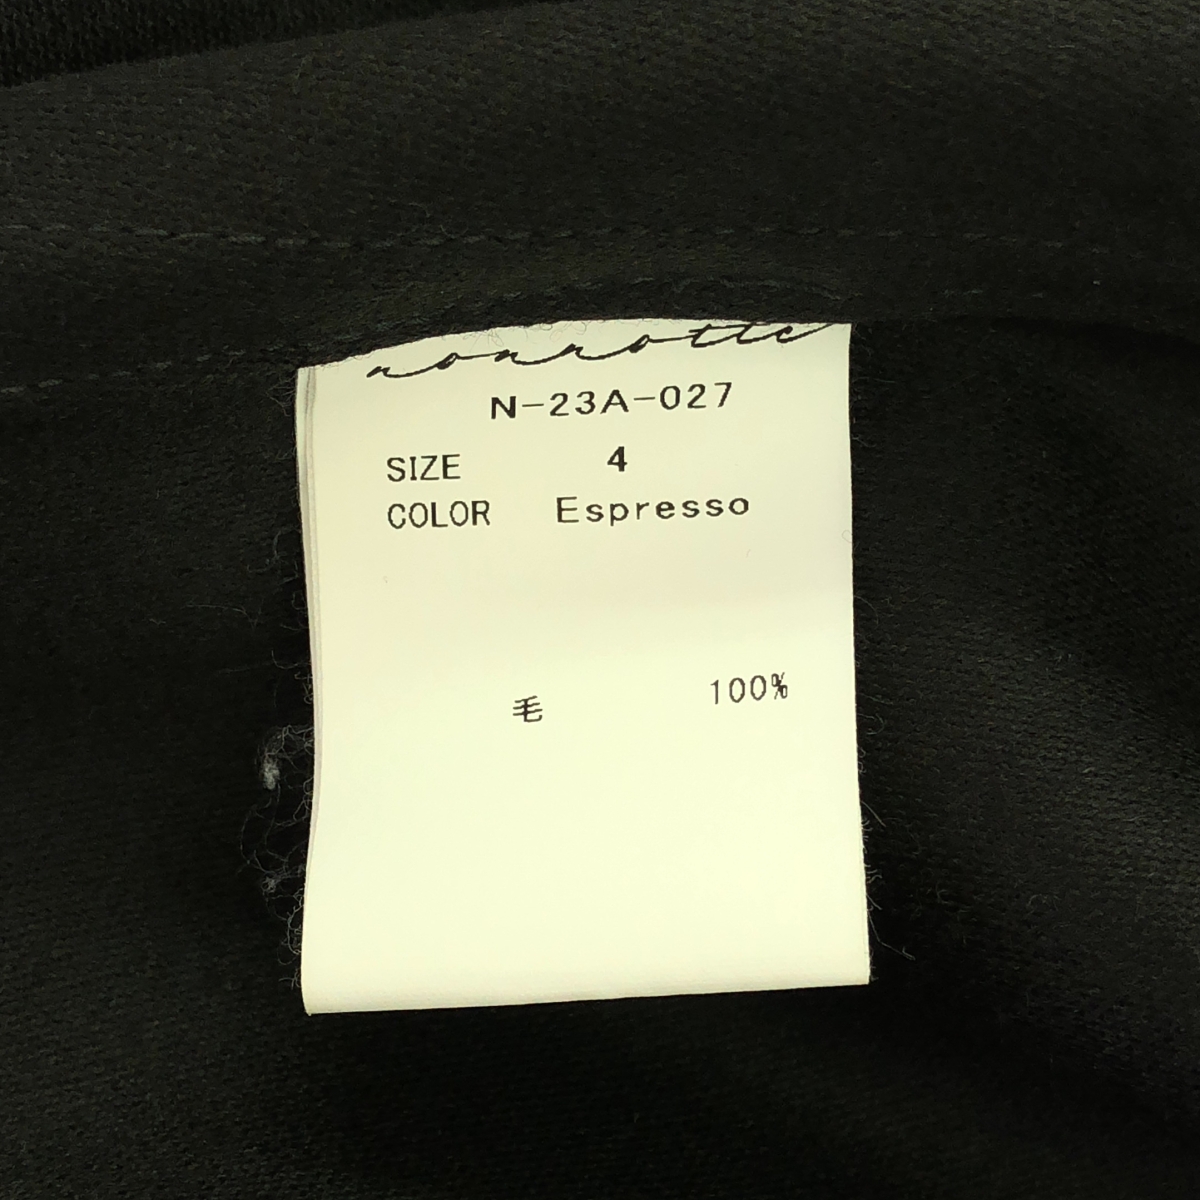 nonnotte
N-23A-027
SIZE 4
COLOR Espresso
毛 100%